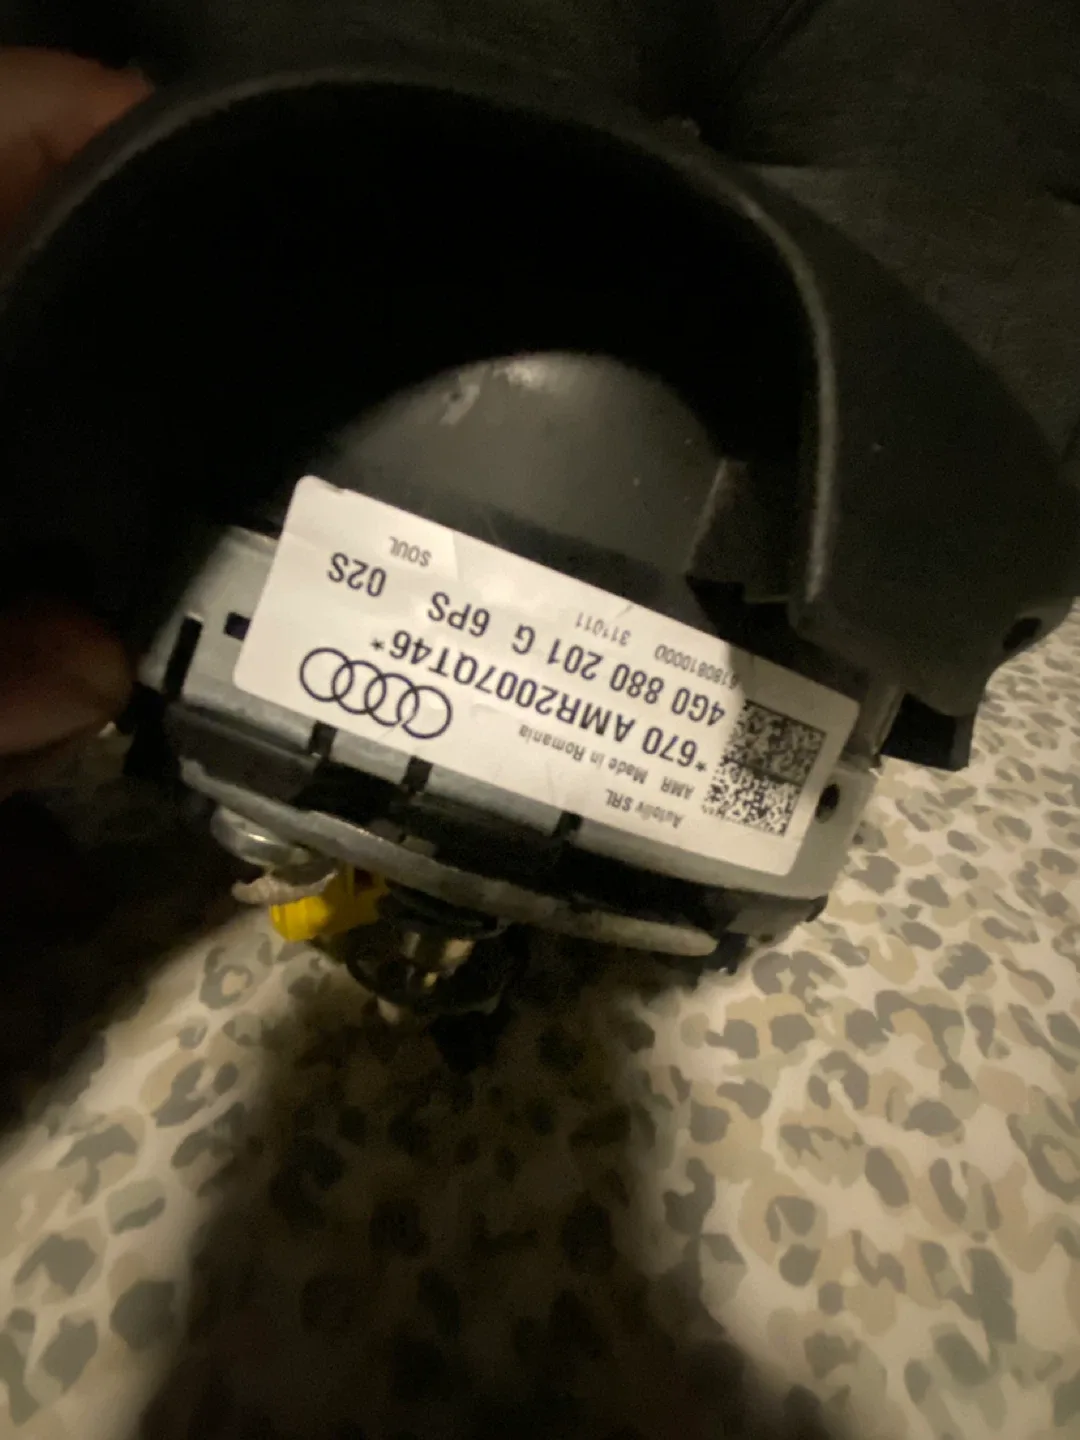 Autoliv SRL
AMR Made in Romania
*670 AMR2007QT46*
4G0 880 201 G 6PS 02S
311011
SOUL